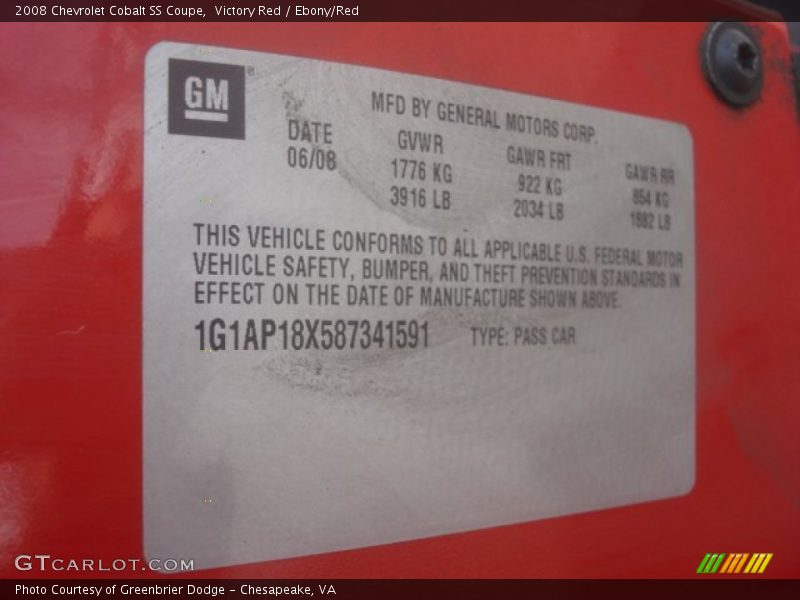 2008 Chevrolet Cobalt SS Coupe, Victory Red / Ebony/Red
GM®
MFD BY GENERAL MOTORS CORP.
DATE GVWR GAWR FRT GAWR RR
06/08 1776 KG 922 KG 854 KG
3916 LB 2034 LB 1882 LB
THIS VEHICLE CONFORMS TO ALL APPLICABLE U.S. FEDERAL MOTOR
VEHICLE SAFETY, BUMPER, AND THEFT PREVENTION STANDARDS IN
EFFECT ON THE DATE OF MANUFACTURE SHOWN ABOVE.
1G1AP18X587341591 TYPE: PASS CAR
GTCARLOT.COM
Photo Courtesy of Greenbrier Dodge - Chesapeake, VA